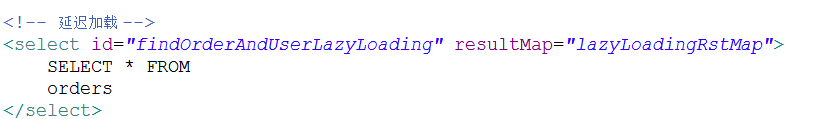 <!-- 延迟加载 -->
<select id="findOrderAndUserLazyLoading" resultMap="lazyLoadingRstMap">
SELECT * FROM
orders
</select>